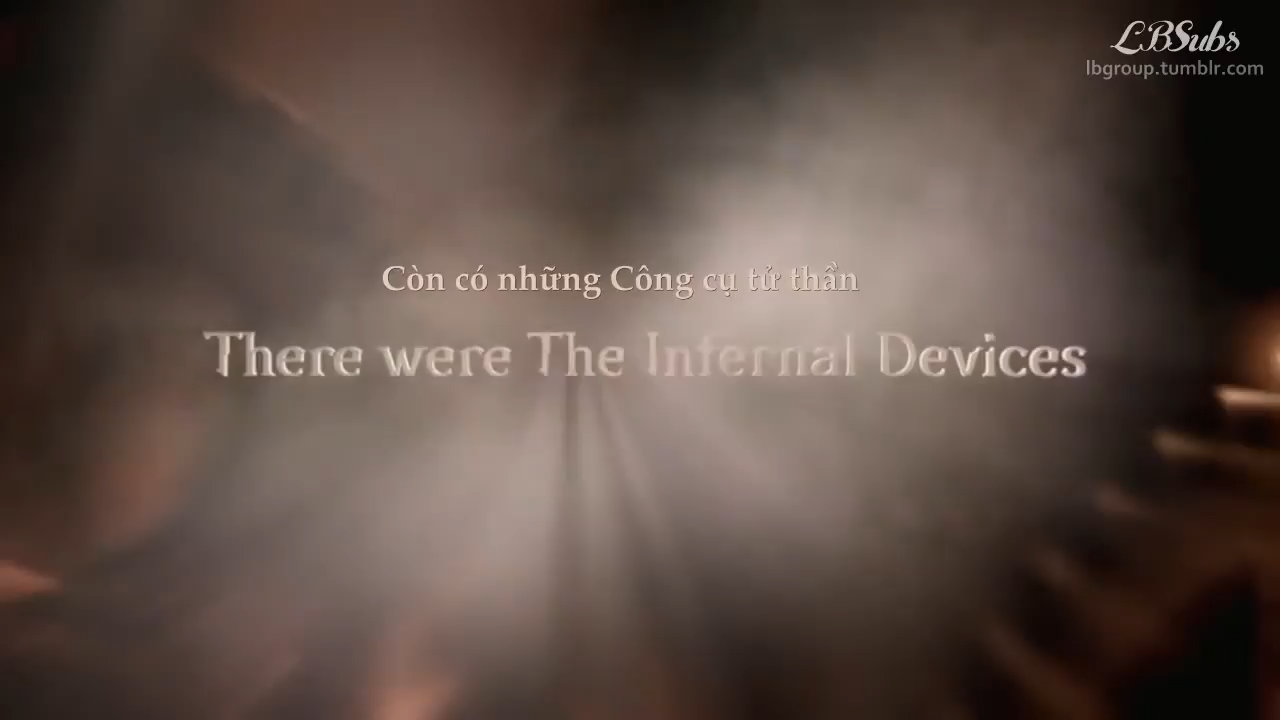 LBSubs
lbgroup.tumblr.com
Còn có những Công cụ tử thần
There were The Infernal Devices